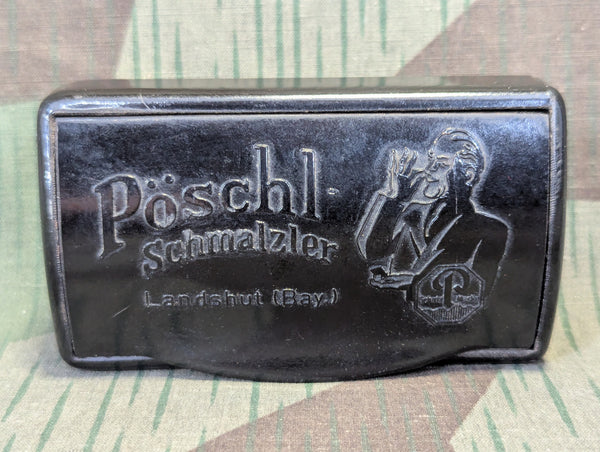 Pöschl-
Schmalzler
Landshut (Bay.)
P